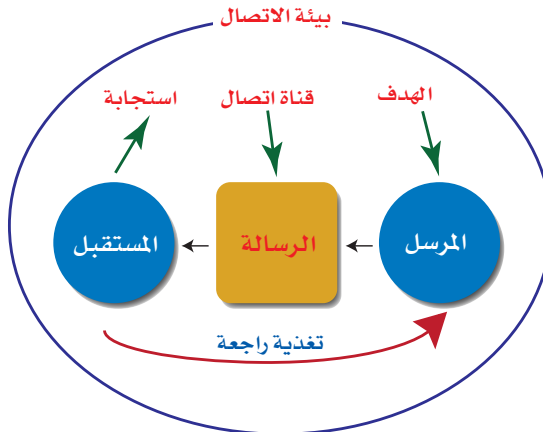 بيئة الاتصال
الهدف
قناة اتصال
استجابة
المرسل
الرسالة
المستقبل
تغذية راجعة